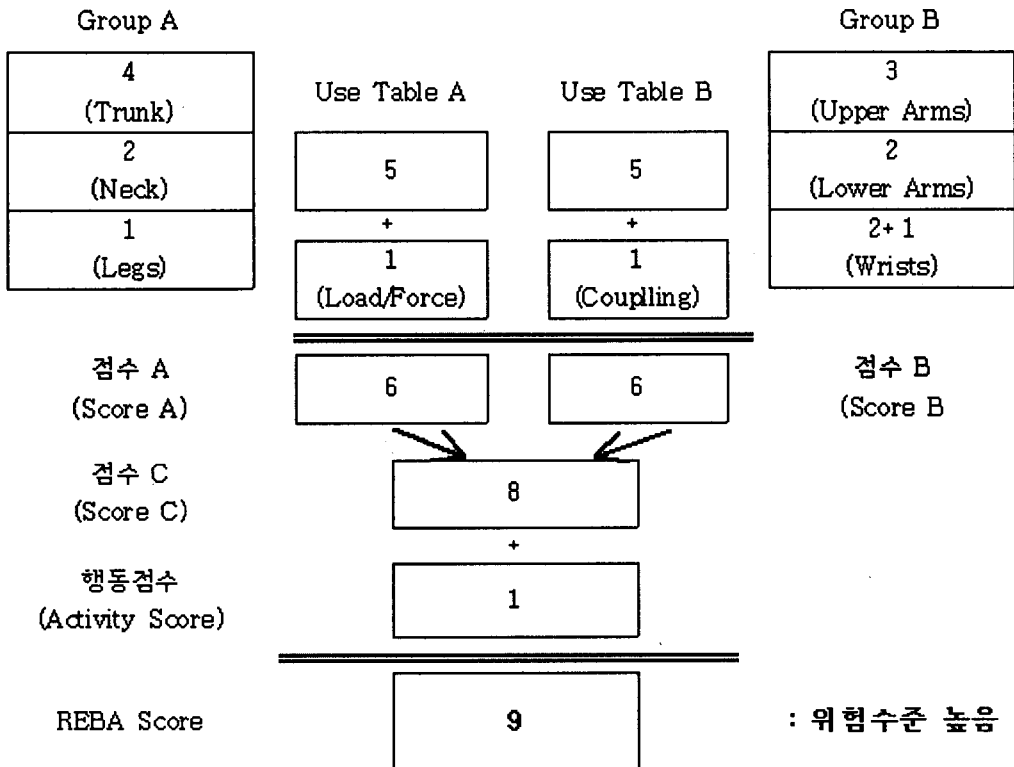 Group A
Group B
4
(Trunk)
2
(Neck)
1
(Legs)
Use Table A
Use Table B
5
5
+
+
1
(Load/Force)
1
(Couplling)
3
(Upper Arms)
2
(Lower Arms)
2+1
(Wrists)
점수 A
(Score A)
6
6
점수 B
(Score B
점수 C
(Score C)
8
+
행동점수
(Activity Score)
1
REBA Score
9
: 위험수준 높음